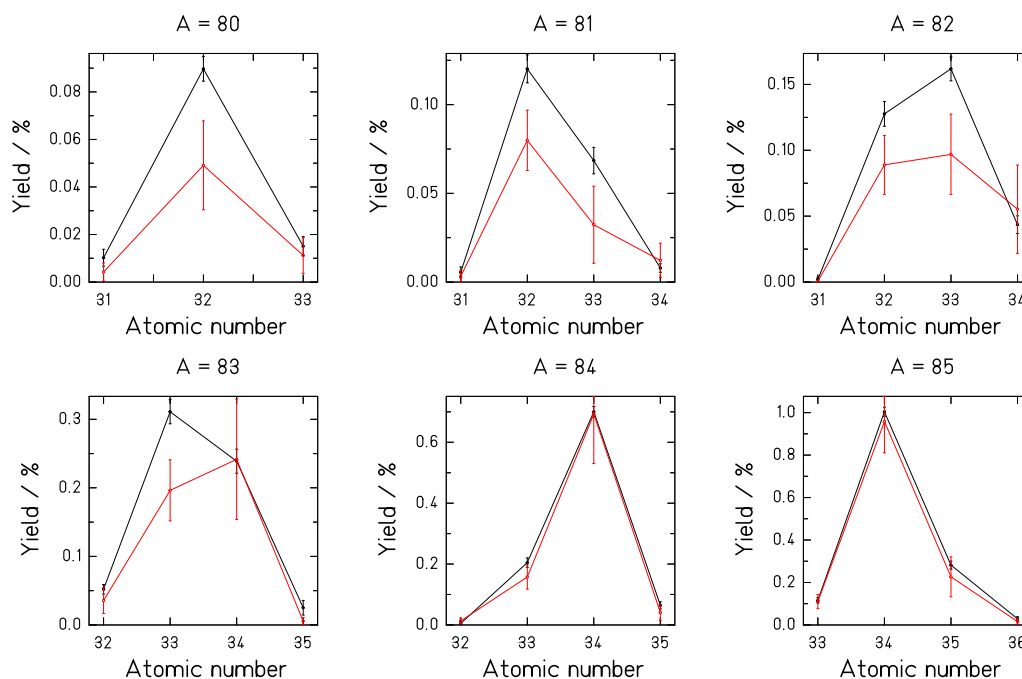 A = 80
A = 81
A = 82
Yield / %
0.08
0.06
0.04
0.02
0.00
31
32
33
Atomic number
Yield / %
0.10
0.05
0.00
31
32
33
34
Atomic number
Yield / %
0.15
0.10
0.05
0.00
31
32
33
34
Atomic number
A = 83
A = 84
A = 85
Yield / %
0.3
0.2
0.1
0.0
32
33
34
35
Atomic number
Yield / %
0.6
0.4
0.2
0.0
32
33
34
35
Atomic number
Yield / %
1.0
0.8
0.6
0.4
0.2
0.0
33
34
35
36
Atomic number